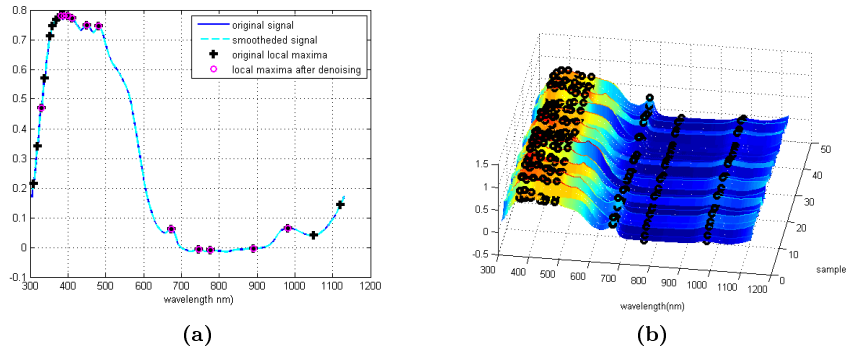 0.8
0.7
0.6
0.5
0.4
0.3
0.2
0.1
0
-0.1
300 400 500 600 700 800 900 1000 1100 1200
wavelength nm)
original signal
smootheded signal
original local maxima
local maxima after denoising
(a)
1.5
1
0.5
0
-0.5
300 400 500 600 700 800 900 1000 1100 1200
wavelength(nm)
50
40
30
20
10
0
sample
(b)